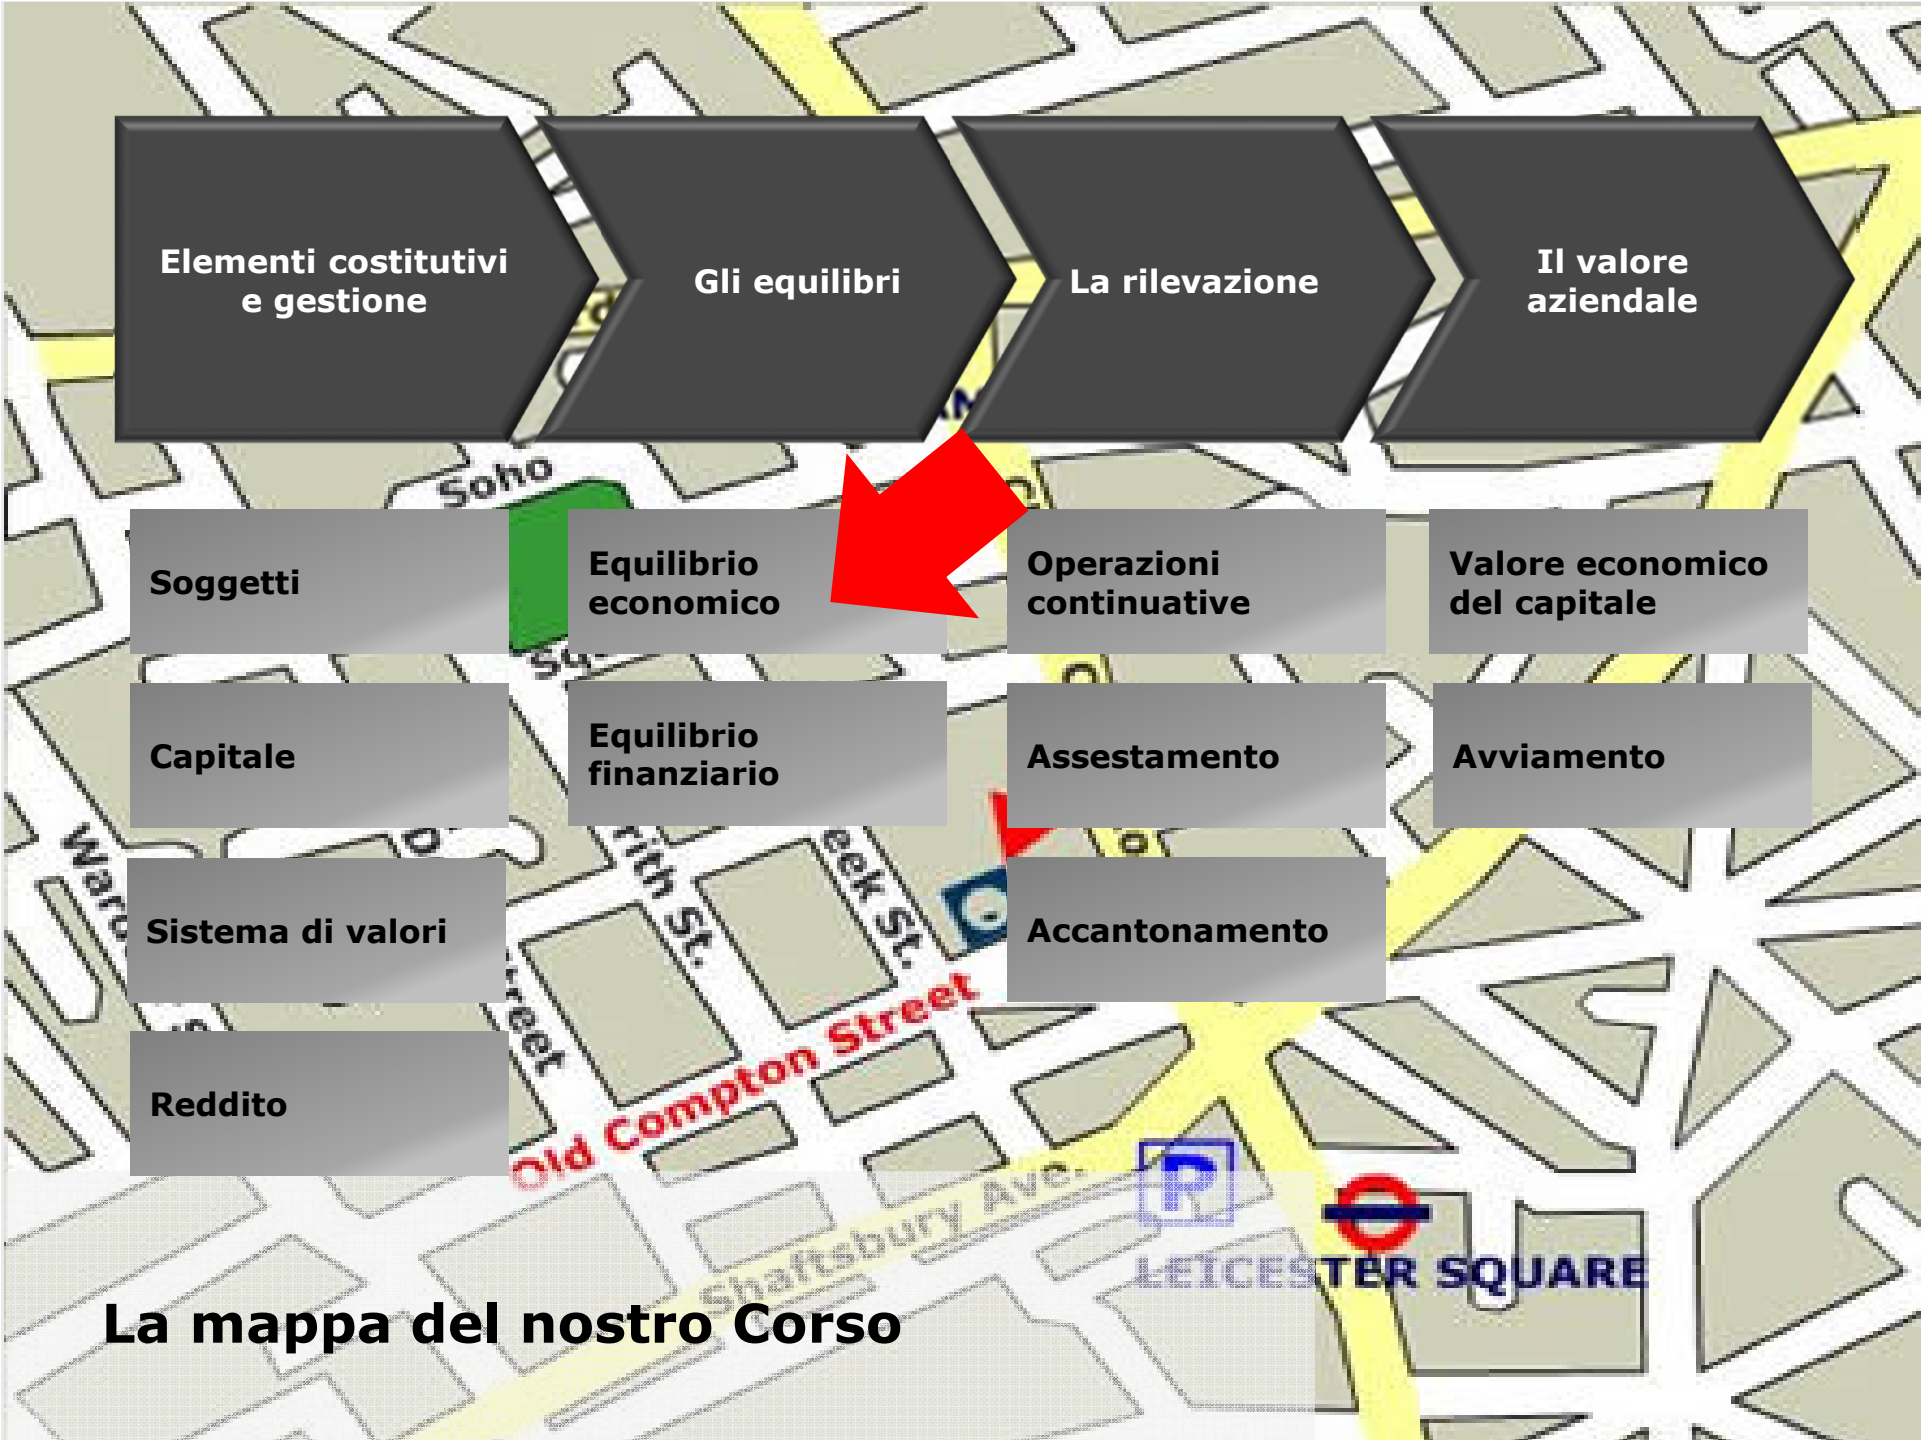 Elementi costitutivi
e gestione
Gli equilibri
La rilevazione
Il valore
aziendale
Soho
Soggetti
Equilibrio
economico
Operazioni
continuative
Valore economico
del capitale
Capitale
Equilibrio
finanziario
Assestamento
Avviamento
Sistema di valori
Accantonamento
Reddito
St.
St.
Old Compton Street
Shaftsbury Ave.
P
LEICESTER SQUARE
La mappa del nostro Corso